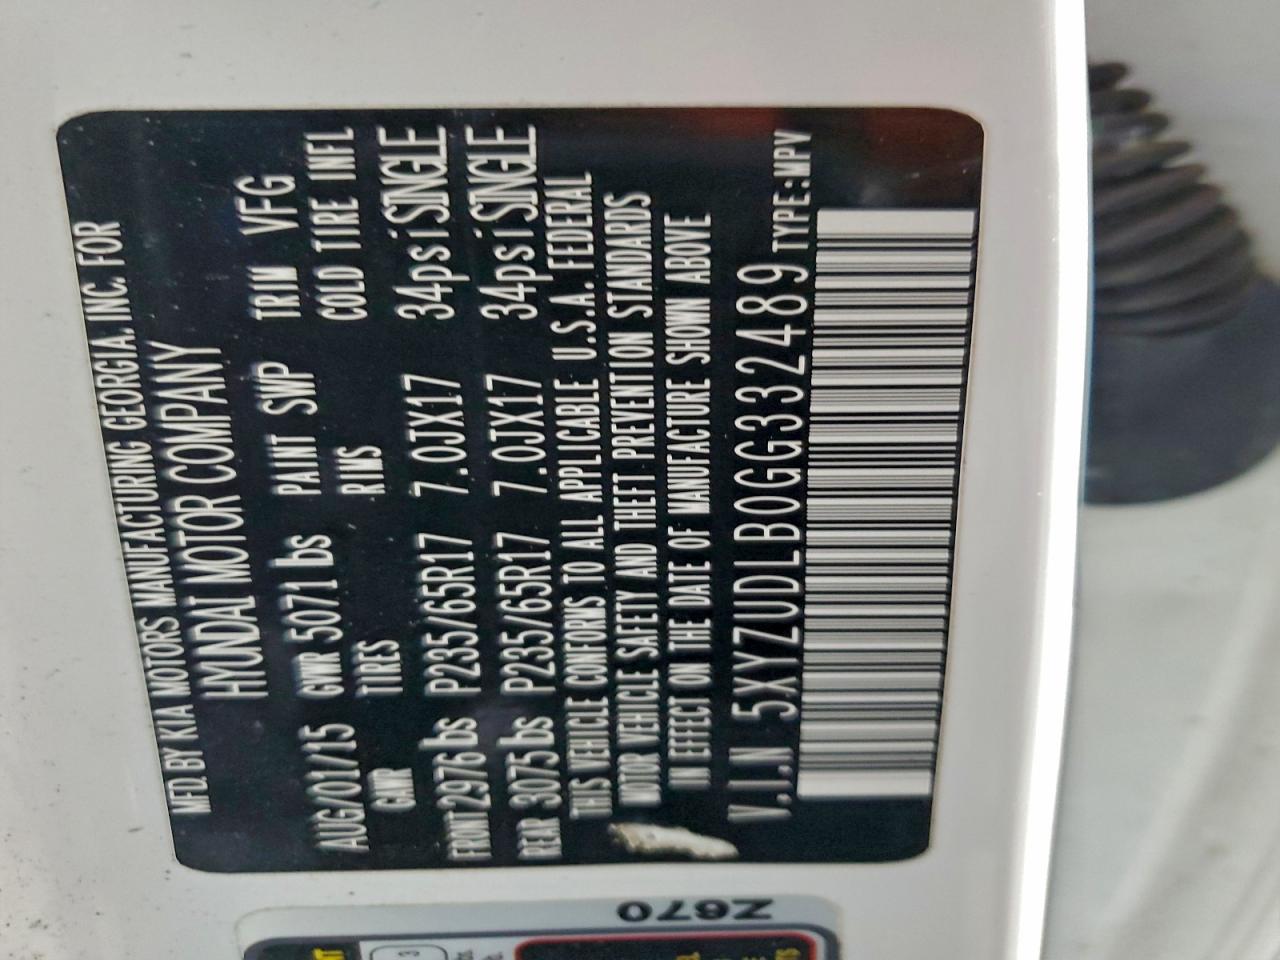 MFD. BY KIA MOTORS MANUFACTURING GEORGIA. INC. FOR
HYUNDAI MOTOR COMPANY
AUG/01/15 GVWR 5071 lbs PAINT SWP TRIM VFG
GAWR TIRES RIMS COLD TIRE INFL
FRONT 2976 lbs P235/65R17 7.0JX17 34psi SINGLE
REAR 3075 lbs P235/65R17 7.0JX17 34psi SINGLE
THIS VEHICLE CONFORMS TO ALL APPLICABLE U.S.A. FEDERAL
MOTOR VEHICLE SAFETY AND THEFT PREVENTION STANDARDS
IN EFFECT ON THE DATE OF MANUFACTURE SHOWN ABOVE
V.I.N 5XYZUDLB0GG332489 TYPE:MPV
Z670
3